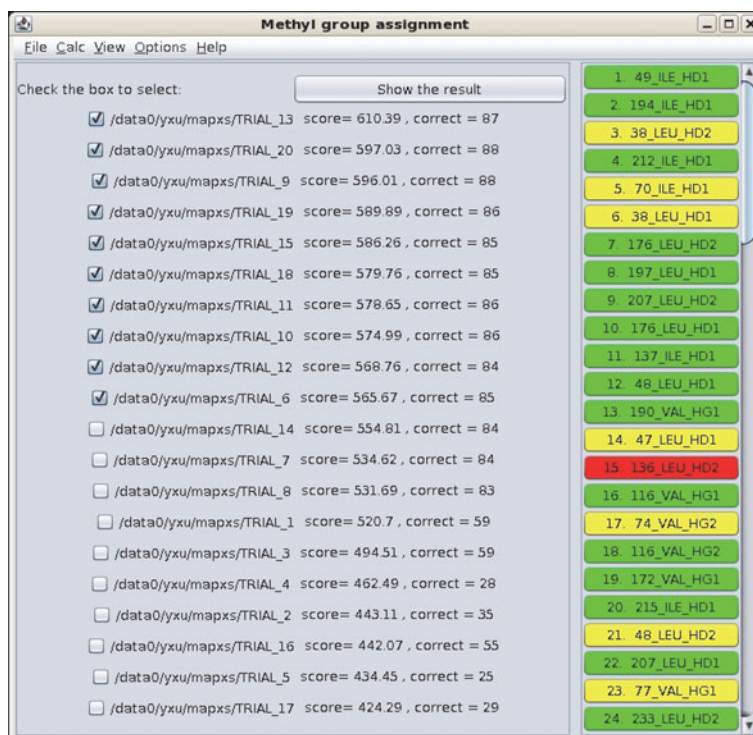 Methyl group assignment
File Calc View Options Help
Check the box to select:
Show the result
/data0/yxu/mapxs/TRIAL_13 score= 610.39 , correct = 87
/data0/yxu/mapxs/TRIAL_20 score= 597.03 , correct = 88
/data0/yxu/mapxs/TRIAL_9 score= 596.01 , correct = 88
/data0/yxu/mapxs/TRIAL_19 score= 589.89 , correct = 86
/data0/yxu/mapxs/TRIAL_15 score= 586.26 , correct = 85
/data0/yxu/mapxs/TRIAL_18 score= 579.76 , correct = 85
/data0/yxu/mapxs/TRIAL_11 score= 578.65 , correct = 86
/data0/yxu/mapxs/TRIAL_10 score= 574.99 , correct = 86
/data0/yxu/mapxs/TRIAL_12 score= 568.76 , correct = 84
/data0/yxu/mapxs/TRIAL_6 score= 565.67 , correct = 85
/data0/yxu/mapxs/TRIAL_14 score= 554.81 , correct = 84
/data0/yxu/mapxs/TRIAL_7 score= 534.62 , correct = 84
/data0/yxu/mapxs/TRIAL_8 score= 531.69 , correct = 83
/data0/yxu/mapxs/TRIAL_1 score= 520.7 , correct = 59
/data0/yxu/mapxs/TRIAL_3 score= 494.51 , correct = 59
/data0/yxu/mapxs/TRIAL_4 score= 462.49 , correct = 28
/data0/yxu/mapxs/TRIAL_2 score= 443.11 , correct = 35
/data0/yxu/mapxs/TRIAL_16 score= 442.07 , correct = 55
/data0/yxu/mapxs/TRIAL_5 score= 434.45 , correct = 25
/data0/yxu/mapxs/TRIAL_17 score= 424.29 , correct = 29
1. 49_ILE_HD1
2. 194_ILE_HD1
3. 38_LEU_HD2
4. 212_ILE_HD1
5. 70_ILE_HD1
6. 38_LEU_HD1
7. 176_LEU_HD2
8. 197_LEU_HD1
9. 207_LEU_HD2
10. 176_LEU_HD1
11. 137_ILE_HD1
12. 48_LEU_HD1
13. 190_VAL_HG1
14. 47_LEU_HD1
15. 136_LEU_HD2
16. 116_VAL_HG1
17. 74_VAL_HG2
18. 116_VAL_HG2
19. 172_VAL_HG1
20. 215_ILE_HD1
21. 48_LEU_HD2
22. 207_LEU_HD1
23. 77_VAL_HG1
24. 233_LEU_HD2